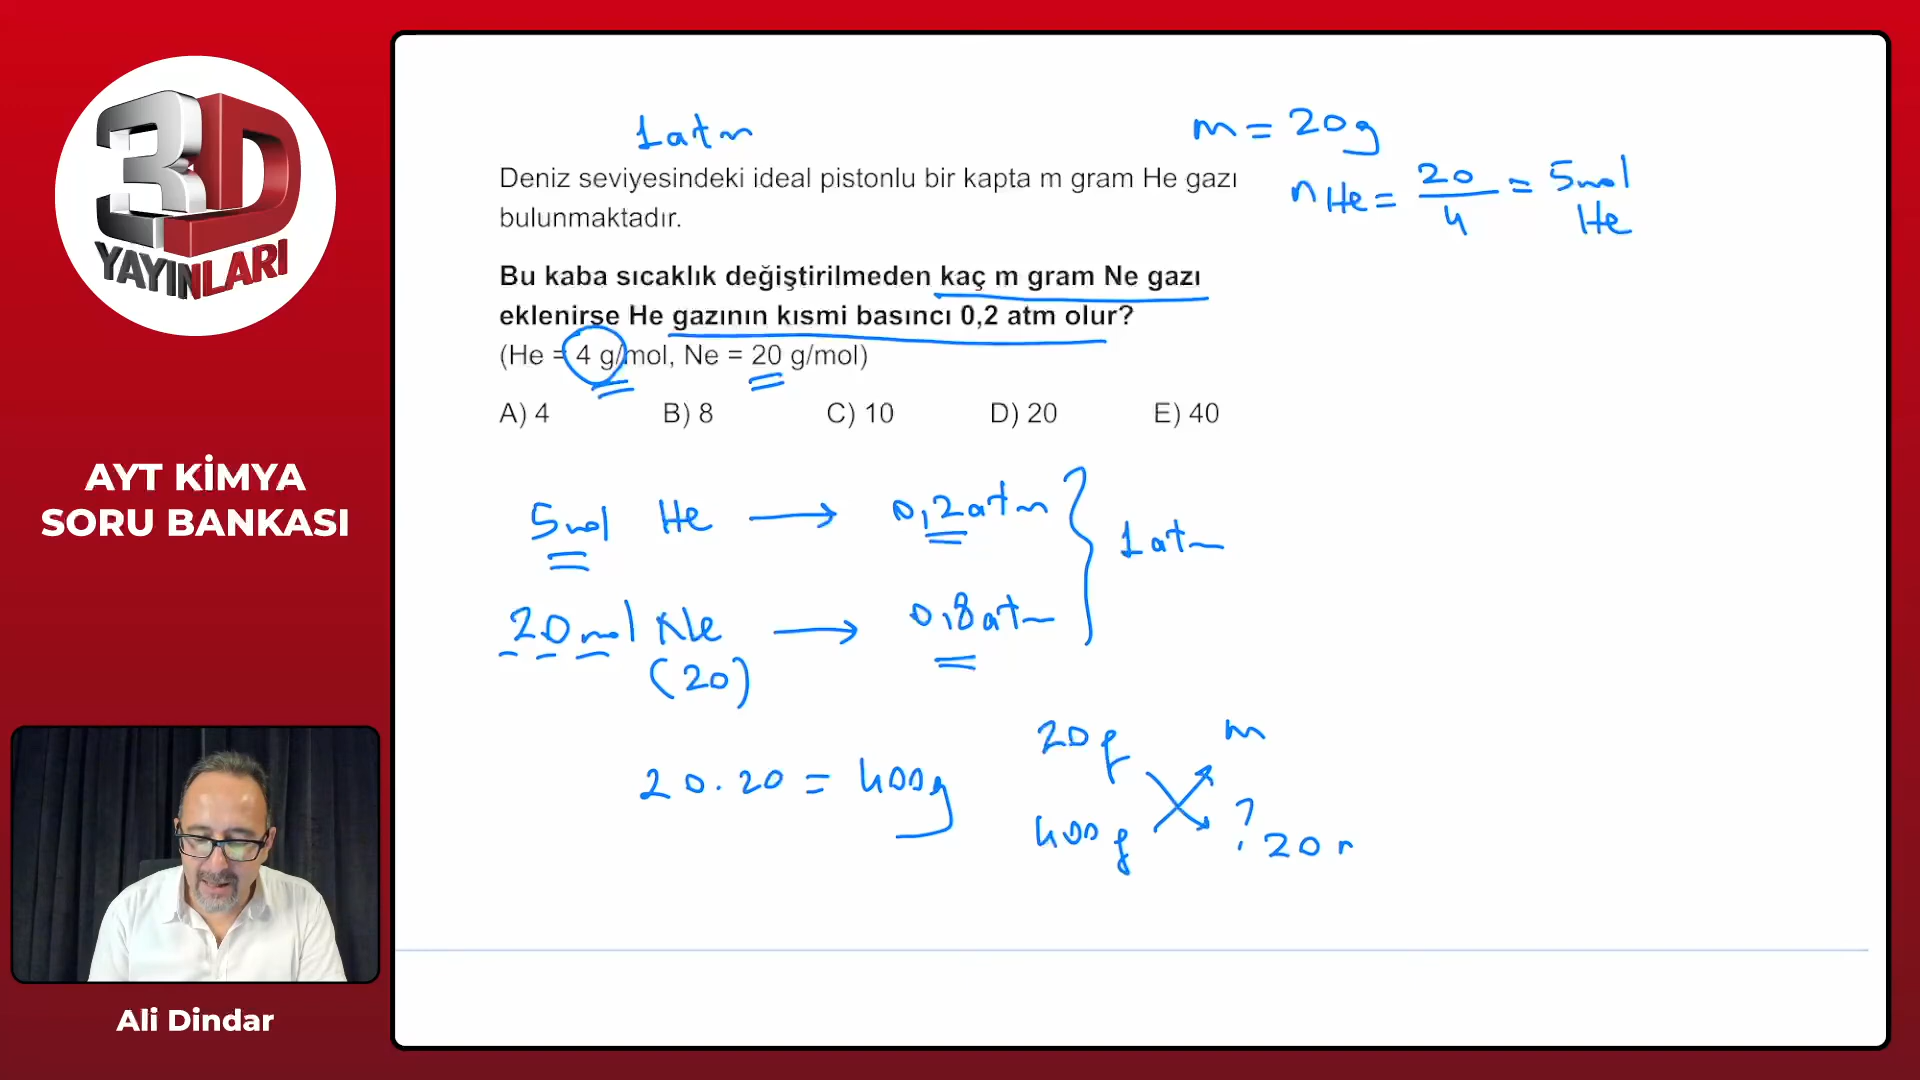 3D
YAYINLARI
AYT KİMYA
SORU BANKASI
Ali Dindar
1atm
Deniz seviyesindeki ideal pistonlu bir kapta m gram He gazı
bulunmaktadır.
Bu kaba sıcaklık değiştirilmeden kaç m gram Ne gazı
eklenirse He gazının kısmi basıncı 0,2 atm olur?
(He = 4 g/mol, Ne = 20 g/mol)
A) 4 B) 8 C) 10 D) 20 E) 40
m = 20g
nHe = 20/4 = 5mol
He
5mol He → 0,2atm
1atm
20mol Ne → 0,8atm
(20)
20.20 = 400g
20g m
400g ? 20